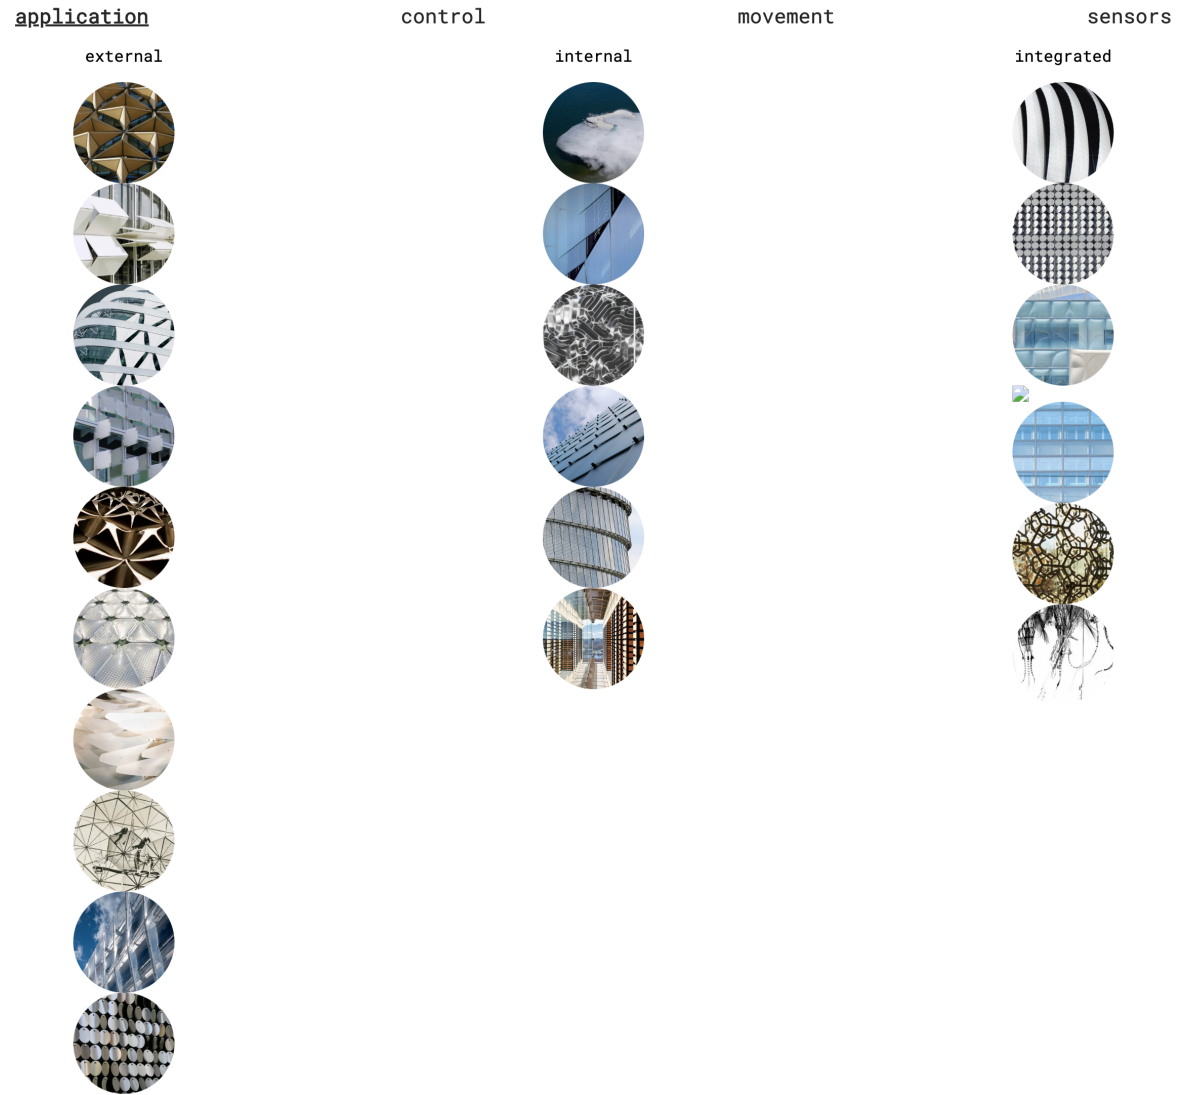 application control movement sensors
external internal integrated